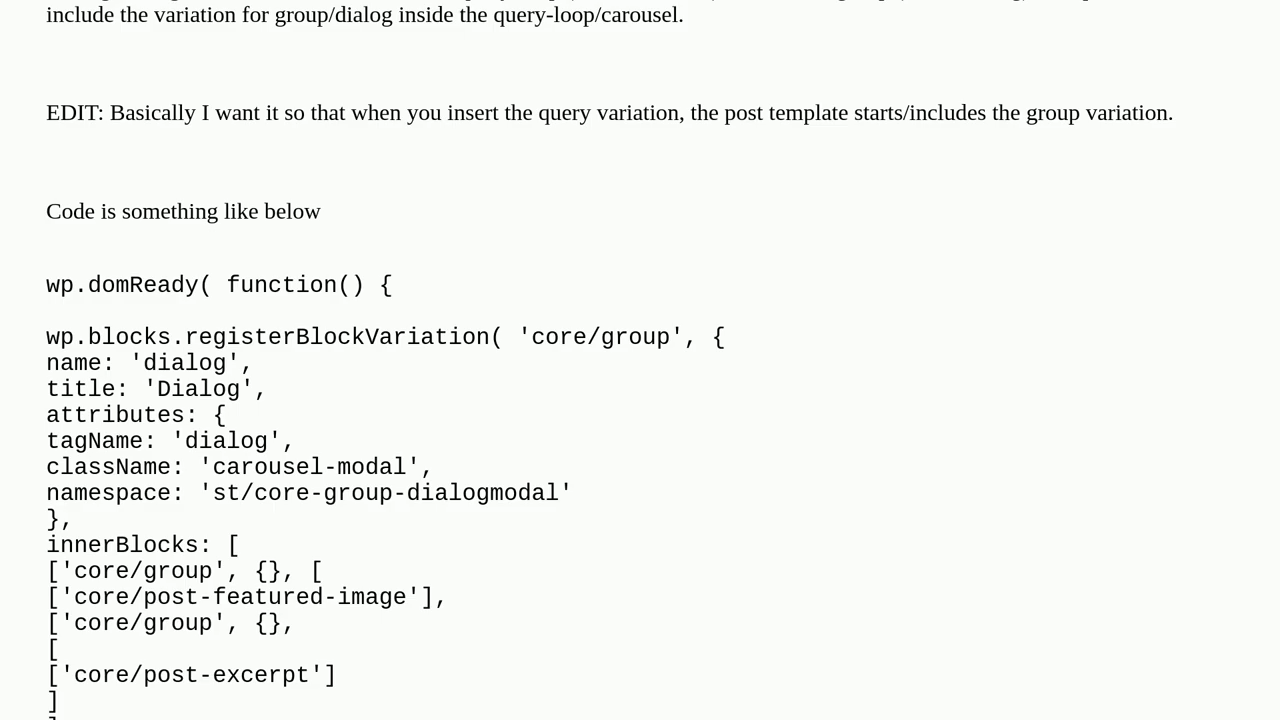 include the variation for group/dialog inside the query-loop/carousel.
EDIT: Basically I want it so that when you insert the query variation, the post template starts/includes the group variation.
Code is something like below
wp.domReady( function() {
wp.blocks.registerBlockVariation( 'core/group', {
name: 'dialog',
title: 'Dialog',
attributes: {
tagName: 'dialog',
className: 'carousel-modal',
namespace: 'st/core-group-dialogmodal'
},
innerBlocks: [
['core/group', {}, [
['core/post-featured-image'],
['core/group', {},
[
['core/post-excerpt']
]